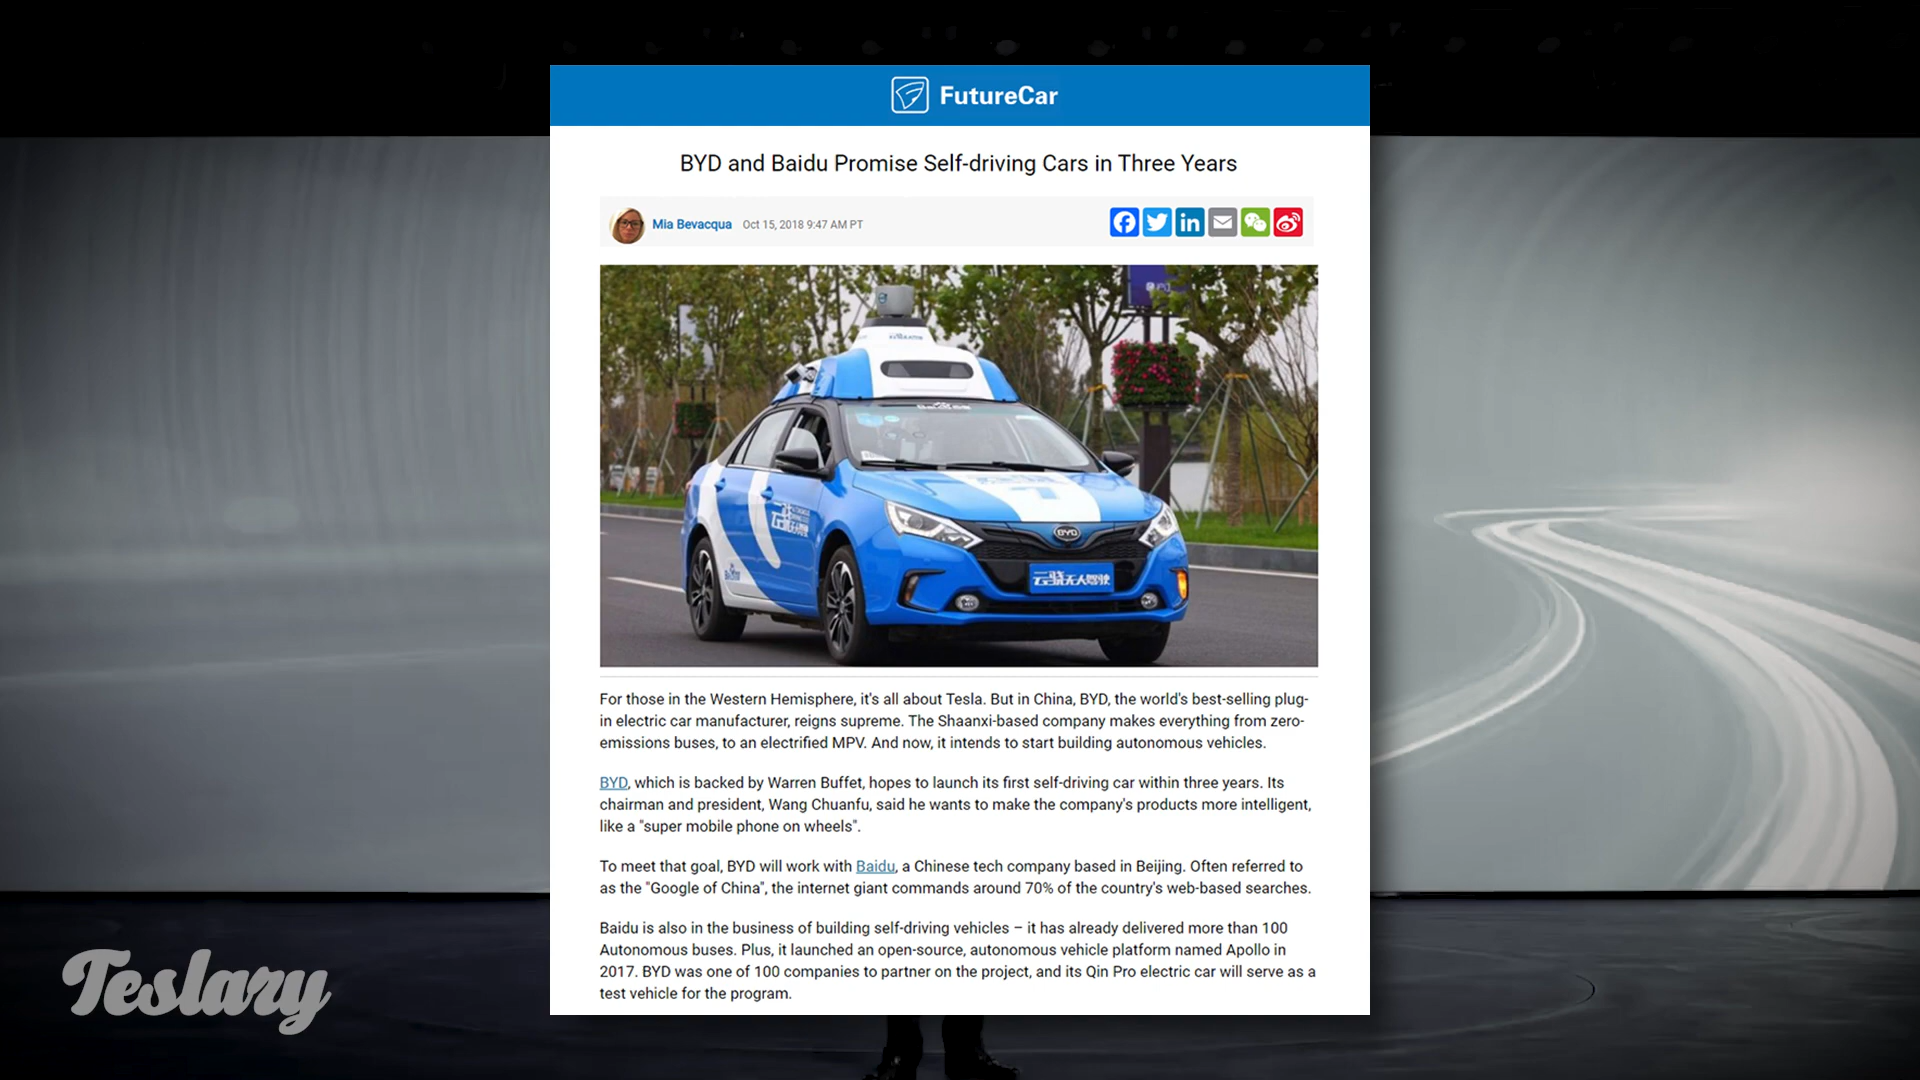 FutureCar
BYD and Baidu Promise Self-driving Cars in Three Years
Mia Bevacqua Oct 15, 2018 9:47 AM PT
BYD
云骁无人驾驶
For those in the Western Hemisphere, it's all about Tesla. But in China, BYD, the world's best-selling plug-
in electric car manufacturer, reigns supreme. The Shaanxi-based company makes everything from zero-
emissions buses, to an electrified MPV. And now, it intends to start building autonomous vehicles.
BYD, which is backed by Warren Buffet, hopes to launch its first self-driving car within three years. Its
chairman and president, Wang Chuanfu, said he wants to make the company's products more intelligent,
like a "super mobile phone on wheels".
To meet that goal, BYD will work with Baidu, a Chinese tech company based in Beijing. Often referred to
as the "Google of China", the internet giant commands around 70% of the country's web-based searches.
Baidu is also in the business of building self-driving vehicles – it has already delivered more than 100
Autonomous buses. Plus, it launched an open-source, autonomous vehicle platform named Apollo in
2017. BYD was one of 100 companies to partner on the project, and its Qin Pro electric car will serve as a
test vehicle for the program.
Teslary